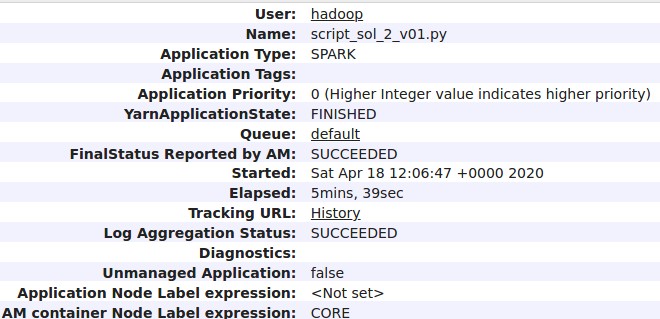 User: hadoop
Name: script_sol_2_v01.py
Application Type: SPARK
Application Tags:
Application Priority: 0 (Higher Integer value indicates higher priority)
YarnApplicationState: FINISHED
Queue: default
FinalStatus Reported by AM: SUCCEEDED
Started: Sat Apr 18 12:06:47 +0000 2020
Elapsed: 5mins, 39sec
Tracking URL: History
Log Aggregation Status: SUCCEEDED
Diagnostics:
Unmanaged Application: false
Application Node Label expression: <Not set>
AM container Node Label expression: CORE